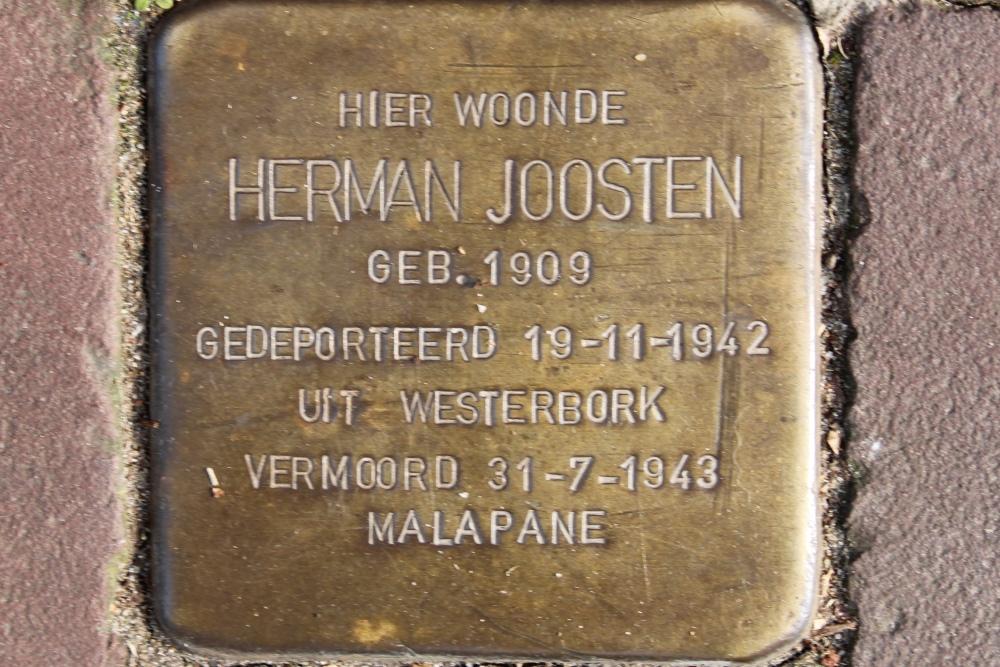 HIER WOONDE
HERMAN JOOSTEN
GEB. 1909
GEDEPORTEERD 19-11-1942
UIT WESTERBORK
VERMOORD 31-7-1943
MALAPANE